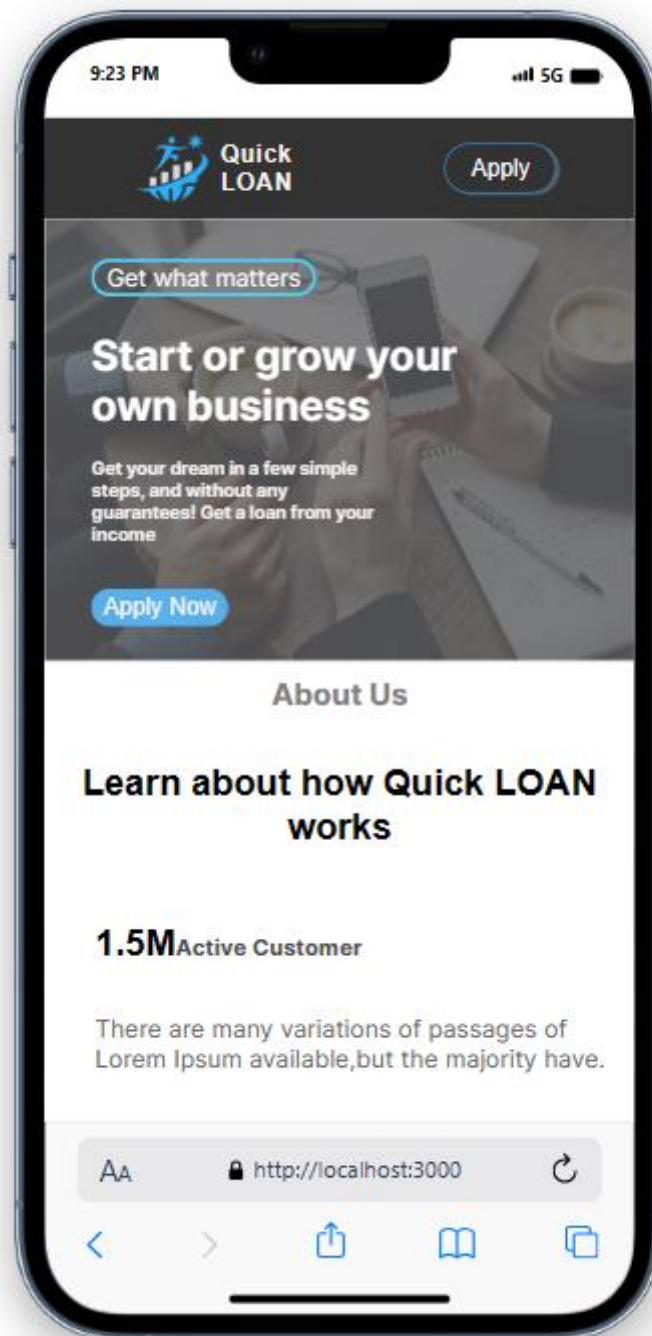 9:23 PM
5G
Quick
LOAN
Apply
Get what matters
Start or grow your
own business
Get your dream in a few simple
steps, and without any
guarantees! Get a loan from your
income
Apply Now
About Us
Learn about how Quick LOAN
works
1.5M Active Customer
There are many variations of passages of
Lorem Ipsum available,but the majority have.
AA
http://localhost:3000